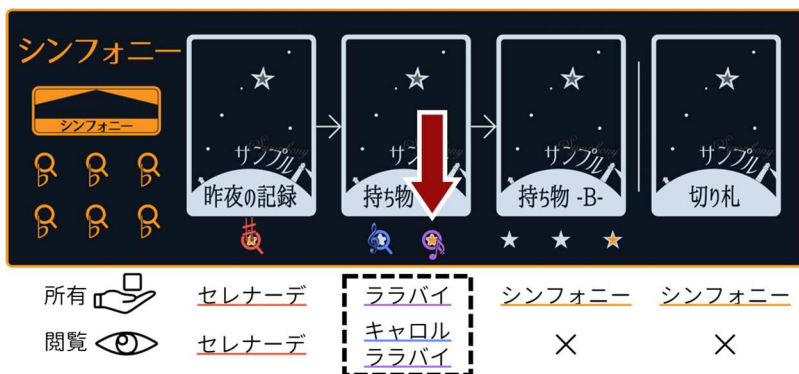 シンフォニー
シンフォニー
サンプル
昨夜の記録
サンプル
持ち物
サンプル
持ち物 -B-
サンプル
切り札
所有
セレナーデ
ララバイ
シンフォニー
シンフォニー
閲覧
セレナーデ
キャロル
ララバイ
×
×